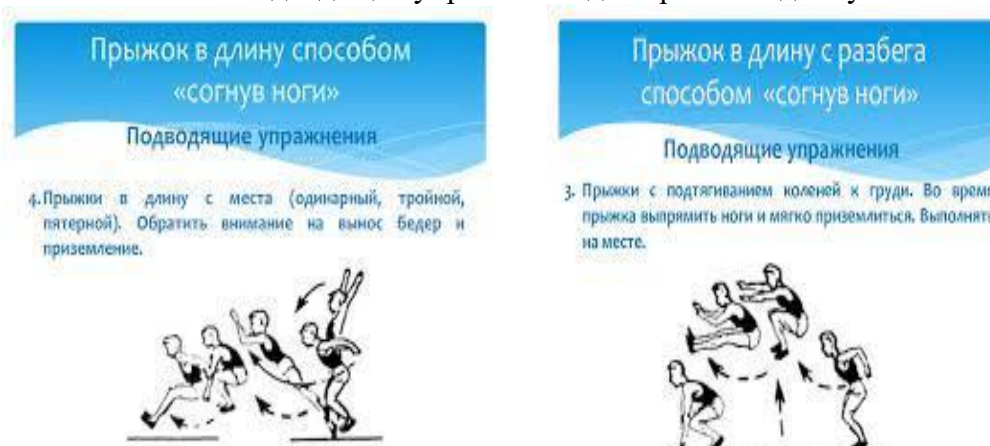 Прыжок в длину способом
«согнув ноги»
Подводящие упражнения
4. Прыжки в длину с места (одинарный, тройной,
пятерной). Обратить внимание на вынос бедер и
приземление.
Прыжок в длину с разбега
способом «согнув ноги»
Подводящие упражнения
3. Прыжки с подтягиванием коленей к груди. Во время
прыжка выпрямить ноги и мягко приземлиться. Выполнять
на месте.